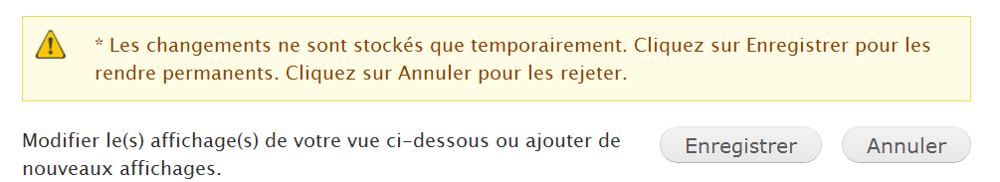 * Les changements ne sont stockés que temporairement. Cliquez sur Enregistrer pour les
rendre permanents. Cliquez sur Annuler pour les rejeter.
Modifier le(s) affichage(s) de votre vue ci-dessous ou ajouter de
nouveaux affichages.
Enregistrer
Annuler